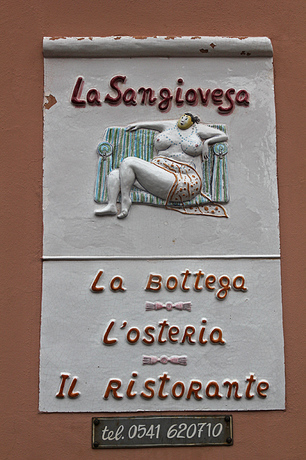 La Sangiovesa
La Bottega
L'osteria
Il Ristorante
tel. 0541 620710